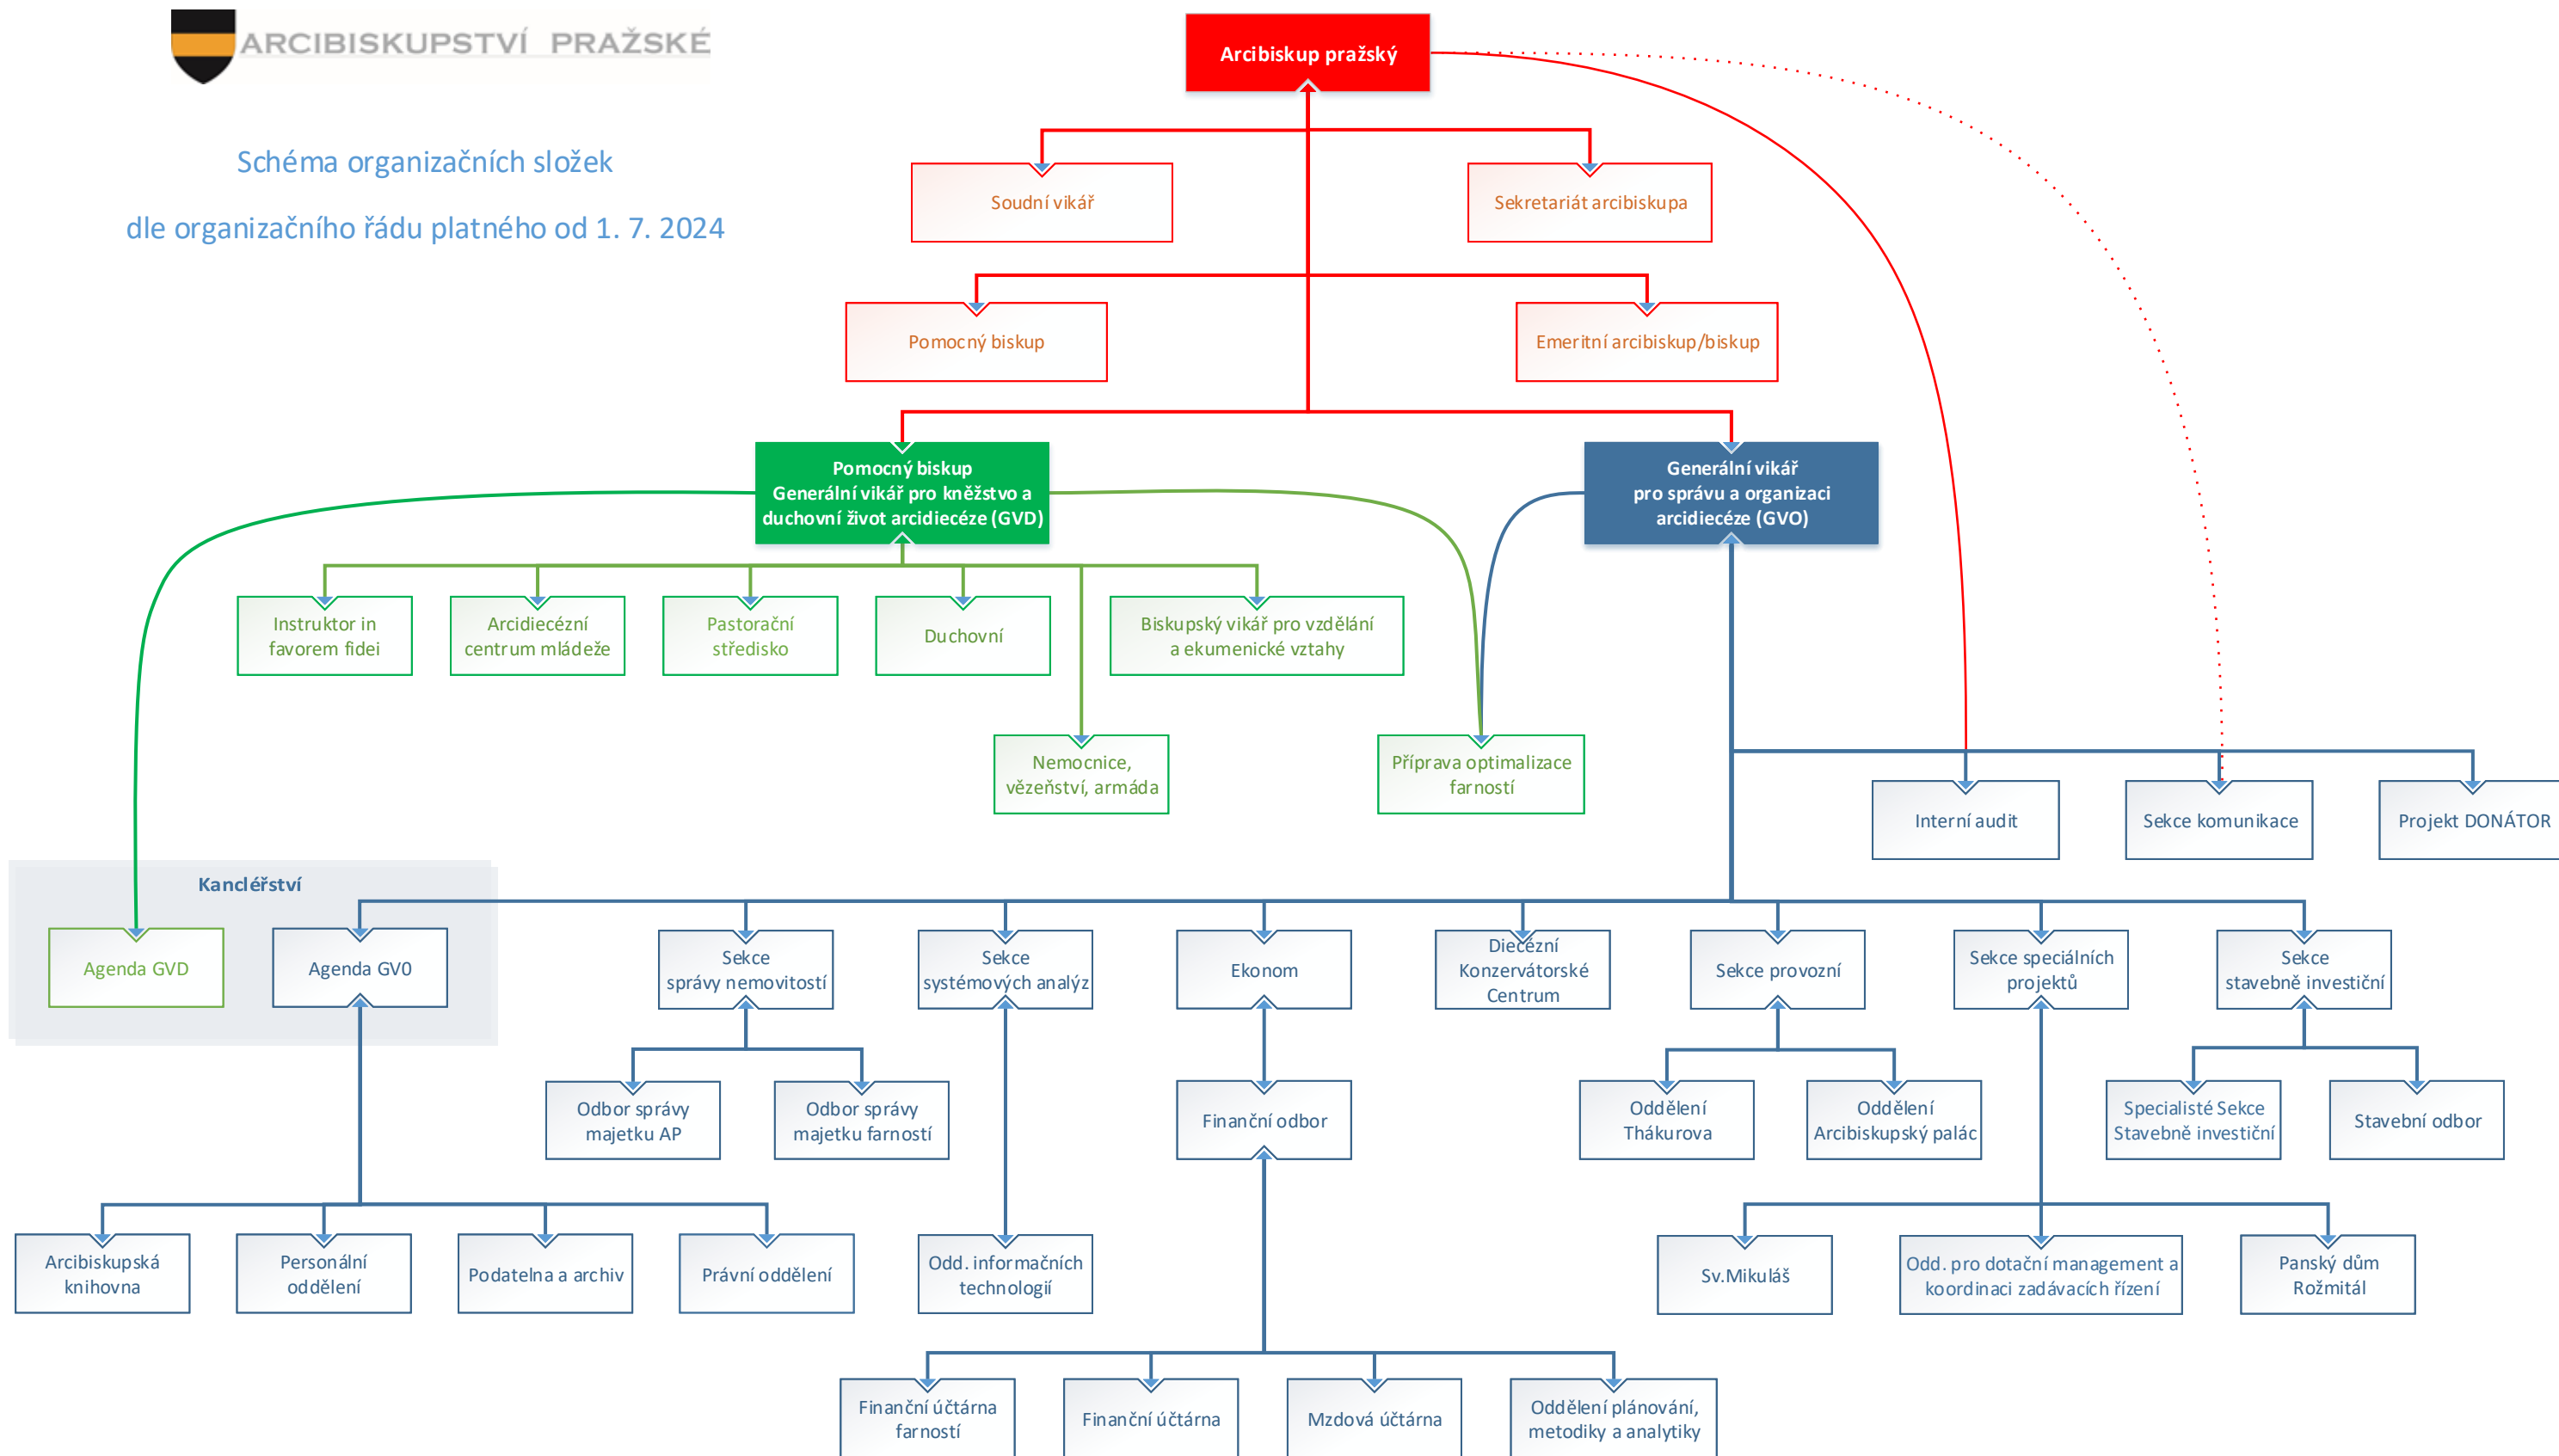 ARCIBISKUPSTVÍ PRAŽSKÉ
Schéma organizačních složek
dle organizačního řádu platného od 1. 7. 2024
Arcibiskup pražský
Soudní vikář
Sekretariát arcibiskupa
Pomocný biskup
Emeritní arcibiskup/biskup
Pomocný biskup
Generální vikář pro kněžstvo a
duchovní život arcidiecéze (GVD)
Generální vikář
pro správu a organizaci
arcidiecéze (GVO)
Instruktor in
favorem fidei
Arcidiecézní
centrum mládeže
Pastorační
středisko
Duchovní
Biskupský vikář pro vzdělání
a ekumenické vztahy
Nemocnice,
vězeňství, armáda
Příprava optimalizace
farností
Interní audit
Sekce komunikace
Projekt DONÁTOR
Kancléřství
Agenda GVD
Agenda GV0
Sekce
správy nemovitostí
Sekce
systémových analýz
Ekonom
Diecézní
Konzervátorské
Centrum
Sekce provozní
Sekce speciálních
projektů
Sekce
stavebně investiční
Odbor správy
majetku AP
Odbor správy
majetku farností
Finanční odbor
Oddělení
Thákurova
Oddělení
Arcibiskupský palác
Specialisté Sekce
Stavebně investiční
Stavební odbor
Arcibiskupská
knihovna
Personální
oddělení
Podatelna a archiv
Právní oddělení
Odd. informačních
technologií
Sv.Mikuláš
Odd. pro dotační management a
koordinaci zadávacích řízení
Panský dům
Rožmitál
Finanční účtárna
farností
Finanční účtárna
Mzdová účtárna
Oddělení plánování,
metodiky a analytiky